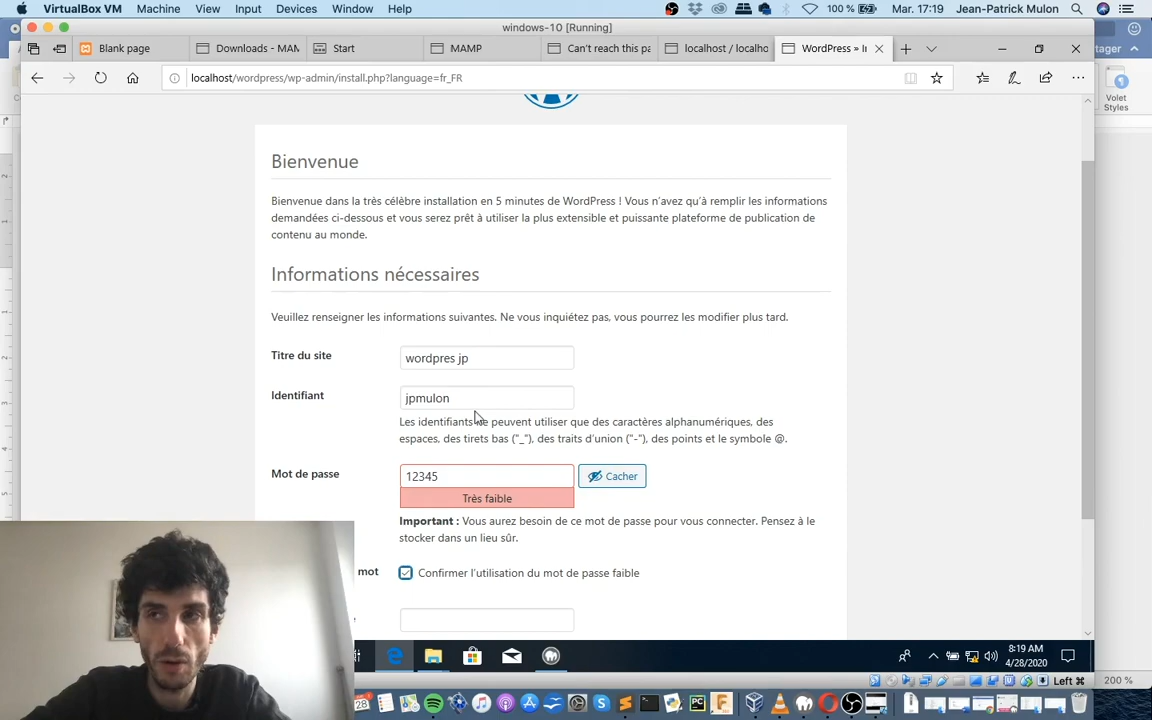 VirtualBox VM Machine View Input Devices Window Help 100 % Mar. 17:19 Jean-Patrick Mulon
windows-10 [Running]
Blank page Downloads - MAM Start MAMP Can't reach this pa localhost / localho WordPress » Ir
tager
localhost/wordpress/wp-admin/install.php?language=fr_FR
Volet
Styles
Bienvenue
Bienvenue dans la très célèbre installation en 5 minutes de WordPress ! Vous n'avez qu'à remplir les informations
demandées ci-dessous et vous serez prêt à utiliser la plus extensible et puissante plateforme de publication de
contenu au monde.
Informations nécessaires
Veuillez renseigner les informations suivantes. Ne vous inquiétez pas, vous pourrez les modifier plus tard.
Titre du site wordpres jp
Identifiant jpmulon
Les identifiants ne peuvent utiliser que des caractères alphanumériques, des
espaces, des tirets bas ("_"), des traits d'union ("-"), des points et le symbole @.
Mot de passe 12345 Cacher
Très faible
Important : Vous aurez besoin de ce mot de passe pour vous connecter. Pensez à le
stocker dans un lieu sûr.
mot Confirmer l'utilisation du mot de passe faible
8:19 AM
4/28/2020
Left ⌘ 200 %